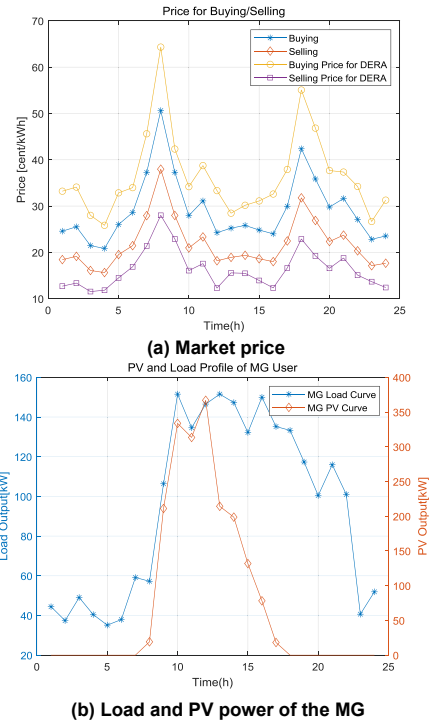 Price for Buying/Selling
70
60
50
40
30
20
10
Price [cent/kWh]
Buying
Selling
Buying Price for DERA
Selling Price for DERA
0 5 10 15 20 25
Time(h)
(a) Market price
PV and Load Profile of MG User
160
140
120
100
80
60
40
20
Load Output[kW]
MG Load Curve
MG PV Curve
400
350
300
250
200
150
100
50
0
PV Output[kW]
0 5 10 15 20 25
Time(h)
(b) Load and PV power of the MG